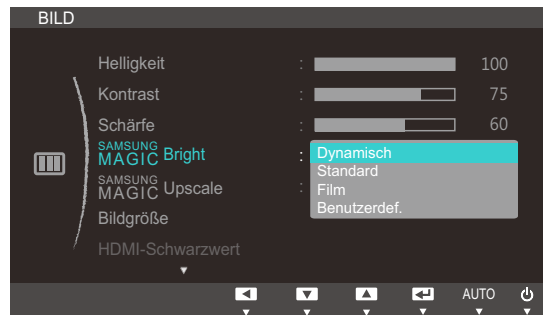 BILD
Helligkeit : 100
Kontrast : 75
Schärfe : 60
SAMSUNG MAGIC Bright : Dynamisch
Standard
SAMSUNG MAGIC Upscale : Film
Benutzerdef.
Bildgröße
HDMI-Schwarzwert
AUTO